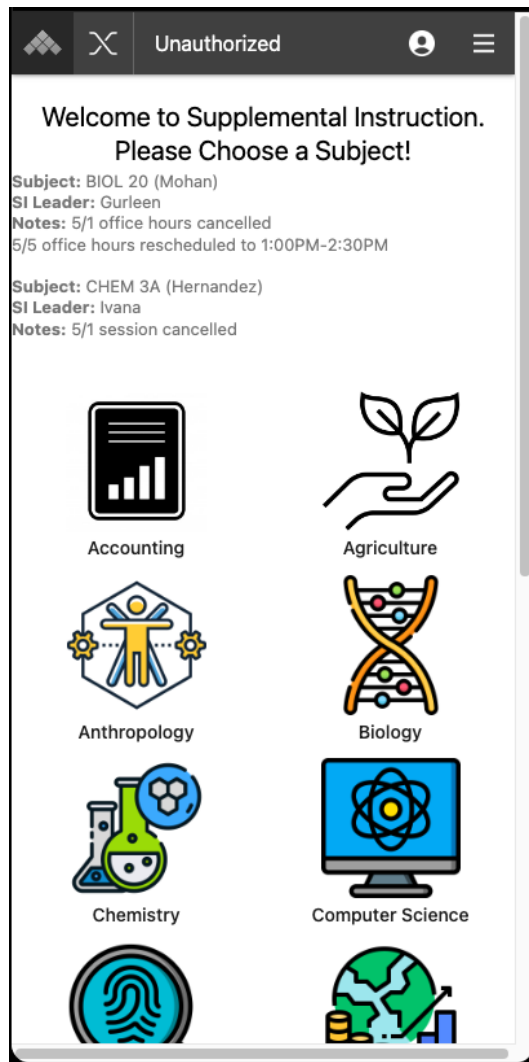 Unauthorized
Welcome to Supplemental Instruction.
Please Choose a Subject!
Subject: BIOL 20 (Mohan)
SI Leader: Gurleen
Notes: 5/1 office hours cancelled
5/5 office hours rescheduled to 1:00PM-2:30PM
Subject: CHEM 3A (Hernandez)
SI Leader: Ivana
Notes: 5/1 session cancelled
Accounting
Agriculture
Anthropology
Biology
Chemistry
Computer Science